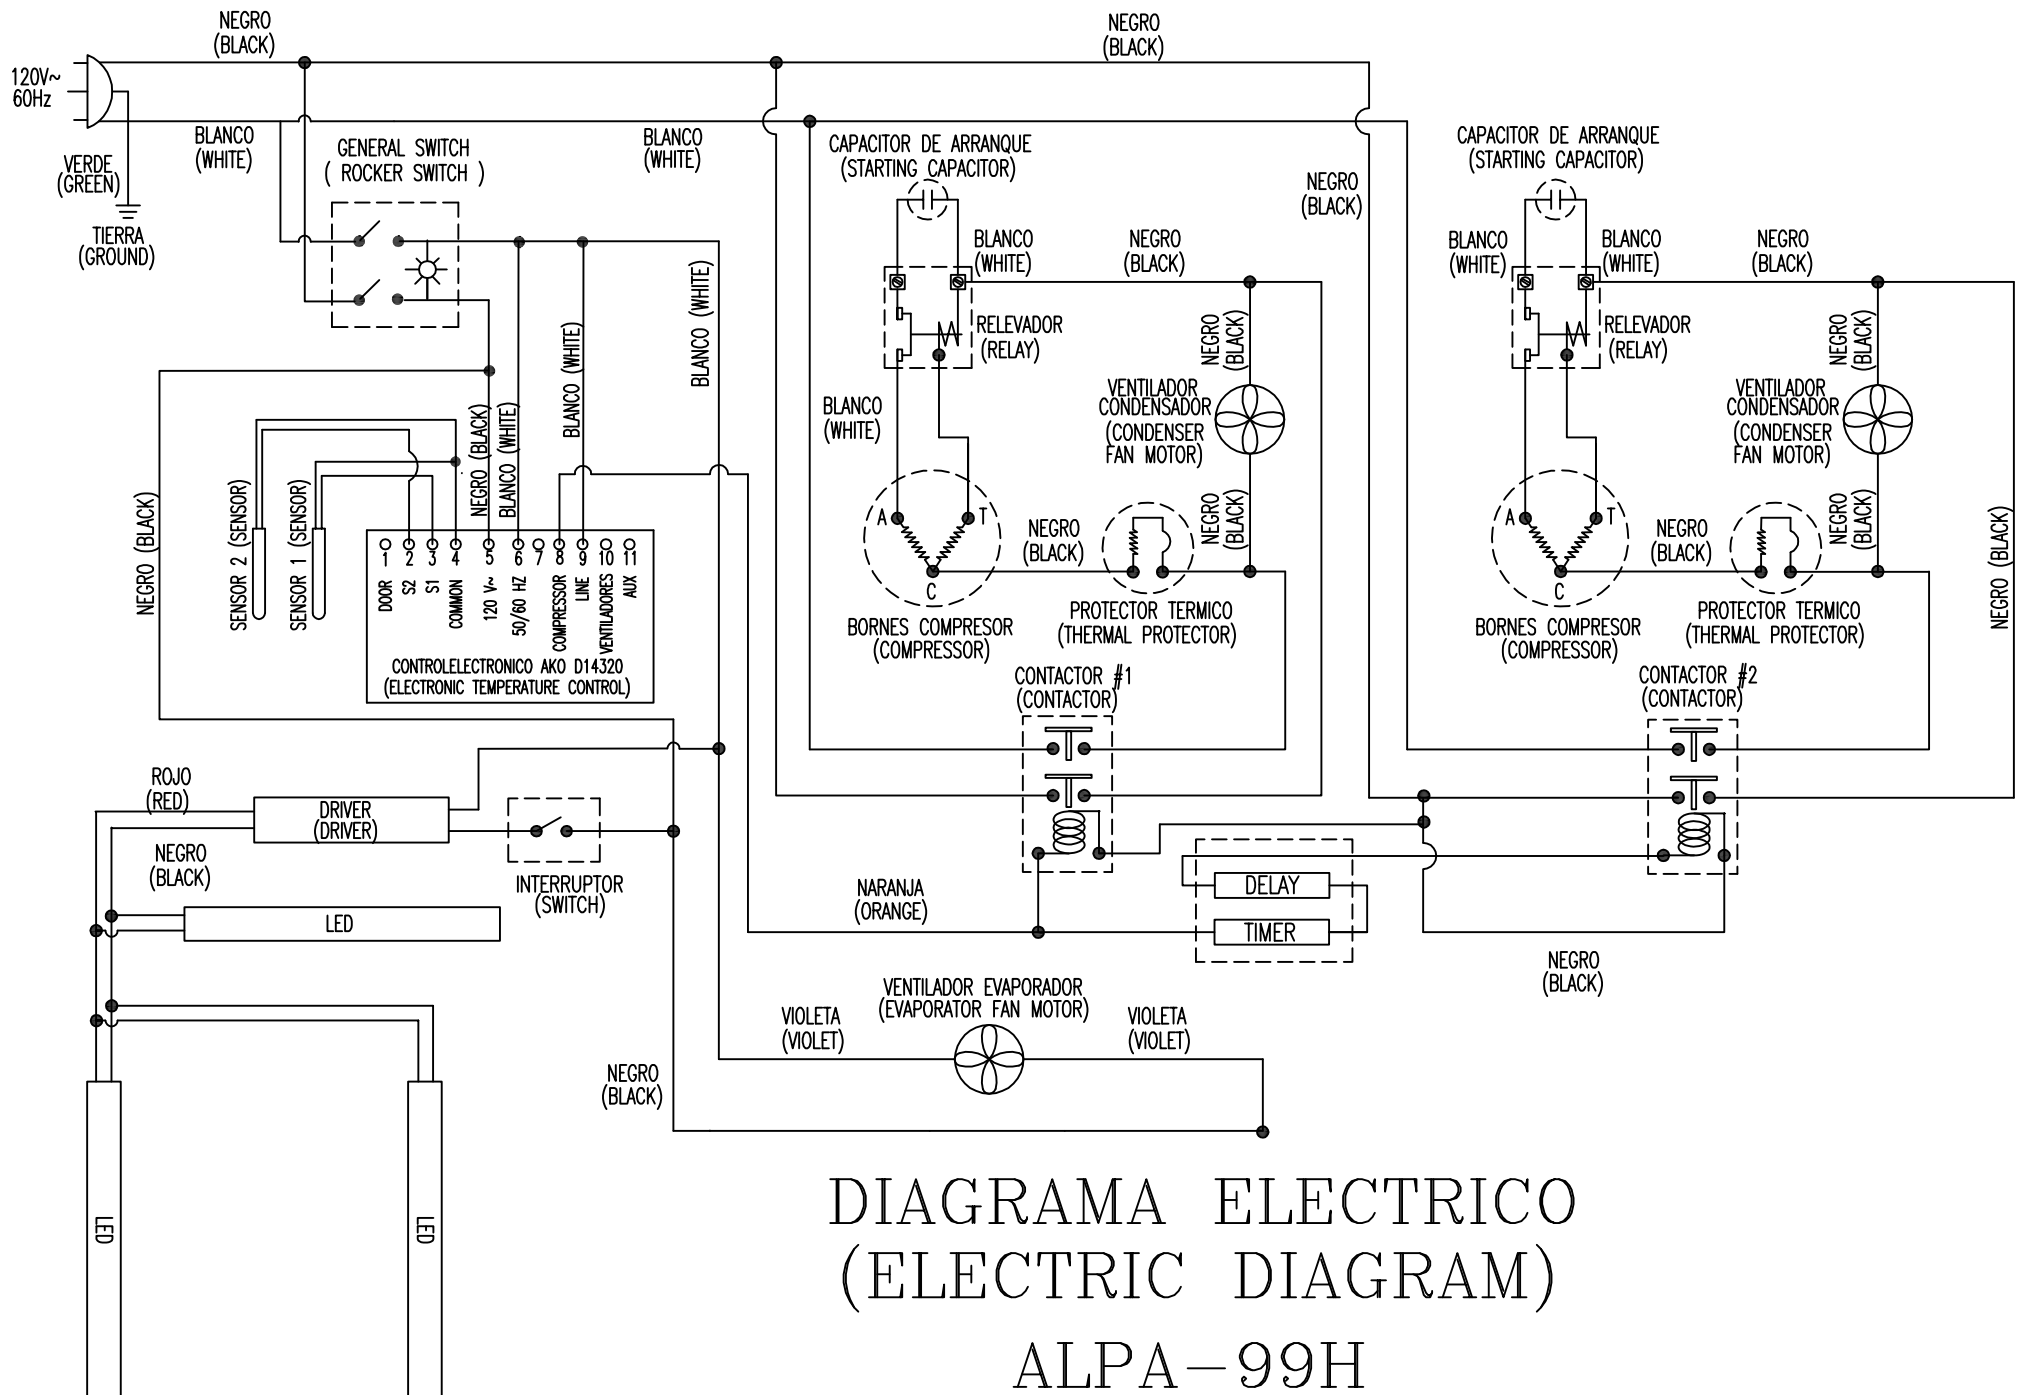 NEGRO
(BLACK)
NEGRO
(BLACK)
120V~
60Hz
BLANCO
(WHITE)
BLANCO
(WHITE)
VERDE
(GREEN)
TIERRA
(GROUND)
GENERAL SWITCH
( ROCKER SWITCH )
CAPACITOR DE ARRANQUE
(STARTING CAPACITOR)
CAPACITOR DE ARRANQUE
(STARTING CAPACITOR)
NEGRO
(BLACK)
BLANCO
(WHITE)
NEGRO
(BLACK)
BLANCO
(WHITE)
BLANCO
(WHITE)
NEGRO
(BLACK)
BLANCO (WHITE)
BLANCO (WHITE)
NEGRO (BLACK)
BLANCO (WHITE)
RELEVADOR
(RELAY)
NEGRO
(BLACK)
RELEVADOR
(RELAY)
NEGRO
(BLACK)
BLANCO
(WHITE)
VENTILADOR
CONDENSADOR
(CONDENSER
FAN MOTOR)
VENTILADOR
CONDENSADOR
(CONDENSER
FAN MOTOR)
NEGRO (BLACK)
SENSOR 2 (SENSOR)
SENSOR 1 (SENSOR)
A
T
C
NEGRO
(BLACK)
NEGRO
(BLACK)
A
T
C
NEGRO
(BLACK)
NEGRO
(BLACK)
NEGRO (BLACK)
1 2 3 4 5 6 7 8 9 10 11
DOOR
S2
S1
COMMON
120 V~
50/60 HZ
COMPRESSOR
LINE
VENTILADORES
AUX
CONTROLELECTRONICO AKO D14320
(ELECTRONIC TEMPERATURE CONTROL)
BORNES COMPRESOR
(COMPRESSOR)
PROTECTOR TERMICO
(THERMAL PROTECTOR)
BORNES COMPRESOR
(COMPRESSOR)
PROTECTOR TERMICO
(THERMAL PROTECTOR)
CONTACTOR #1
(CONTACTOR)
CONTACTOR #2
(CONTACTOR)
ROJO
(RED)
DRIVER
(DRIVER)
NEGRO
(BLACK)
INTERRUPTOR
(SWITCH)
LED
NARANJA
(ORANGE)
DELAY
TIMER
NEGRO
(BLACK)
VENTILADOR EVAPORADOR
(EVAPORATOR FAN MOTOR)
VIOLETA
(VIOLET)
VIOLETA
(VIOLET)
NEGRO
(BLACK)
LED
LED
DIAGRAMA ELECTRICO
(ELECTRIC DIAGRAM)
ALPA-99H